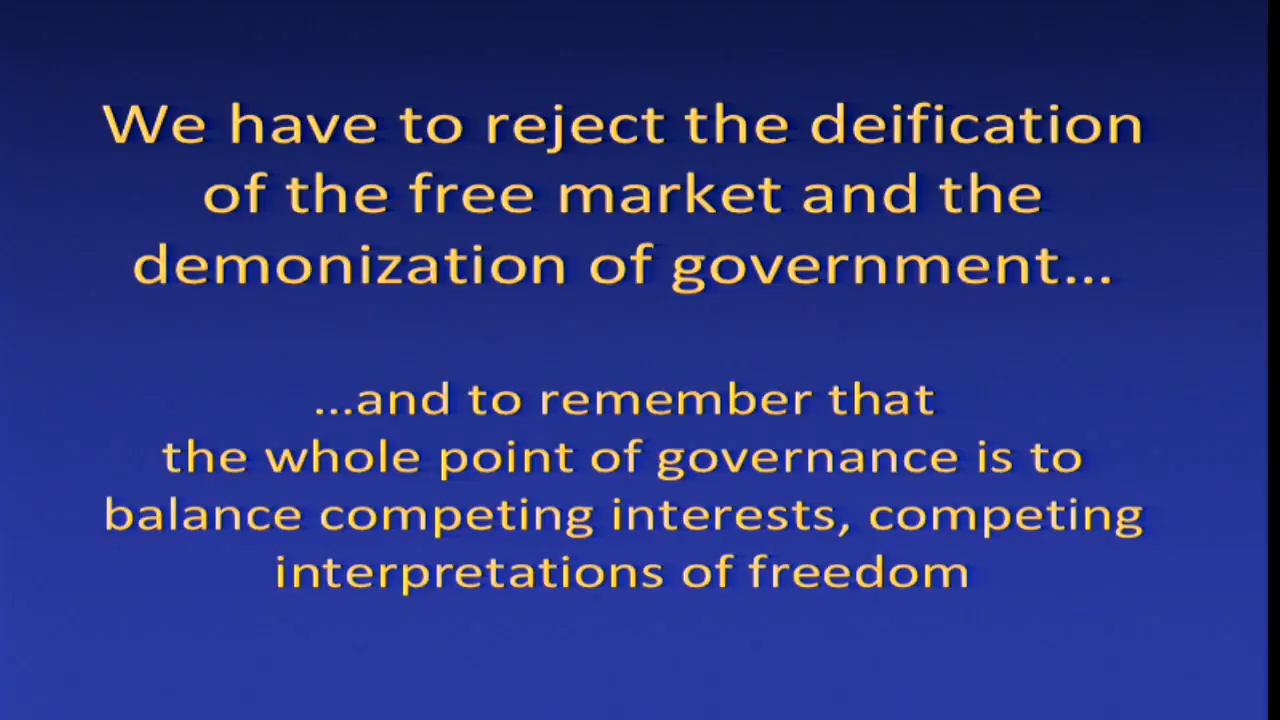 We have to reject the deification
of the free market and the
demonization of government...
...and to remember that
the whole point of governance is to
balance competing interests, competing
interpretations of freedom